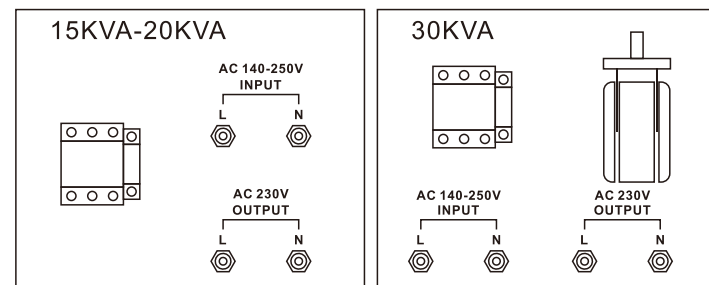 15KVA-20KVA
AC 140-250V
INPUT
L N
AC 230V
OUTPUT
L N
30KVA
AC 140-250V
INPUT
L N
AC 230V
OUTPUT
L N